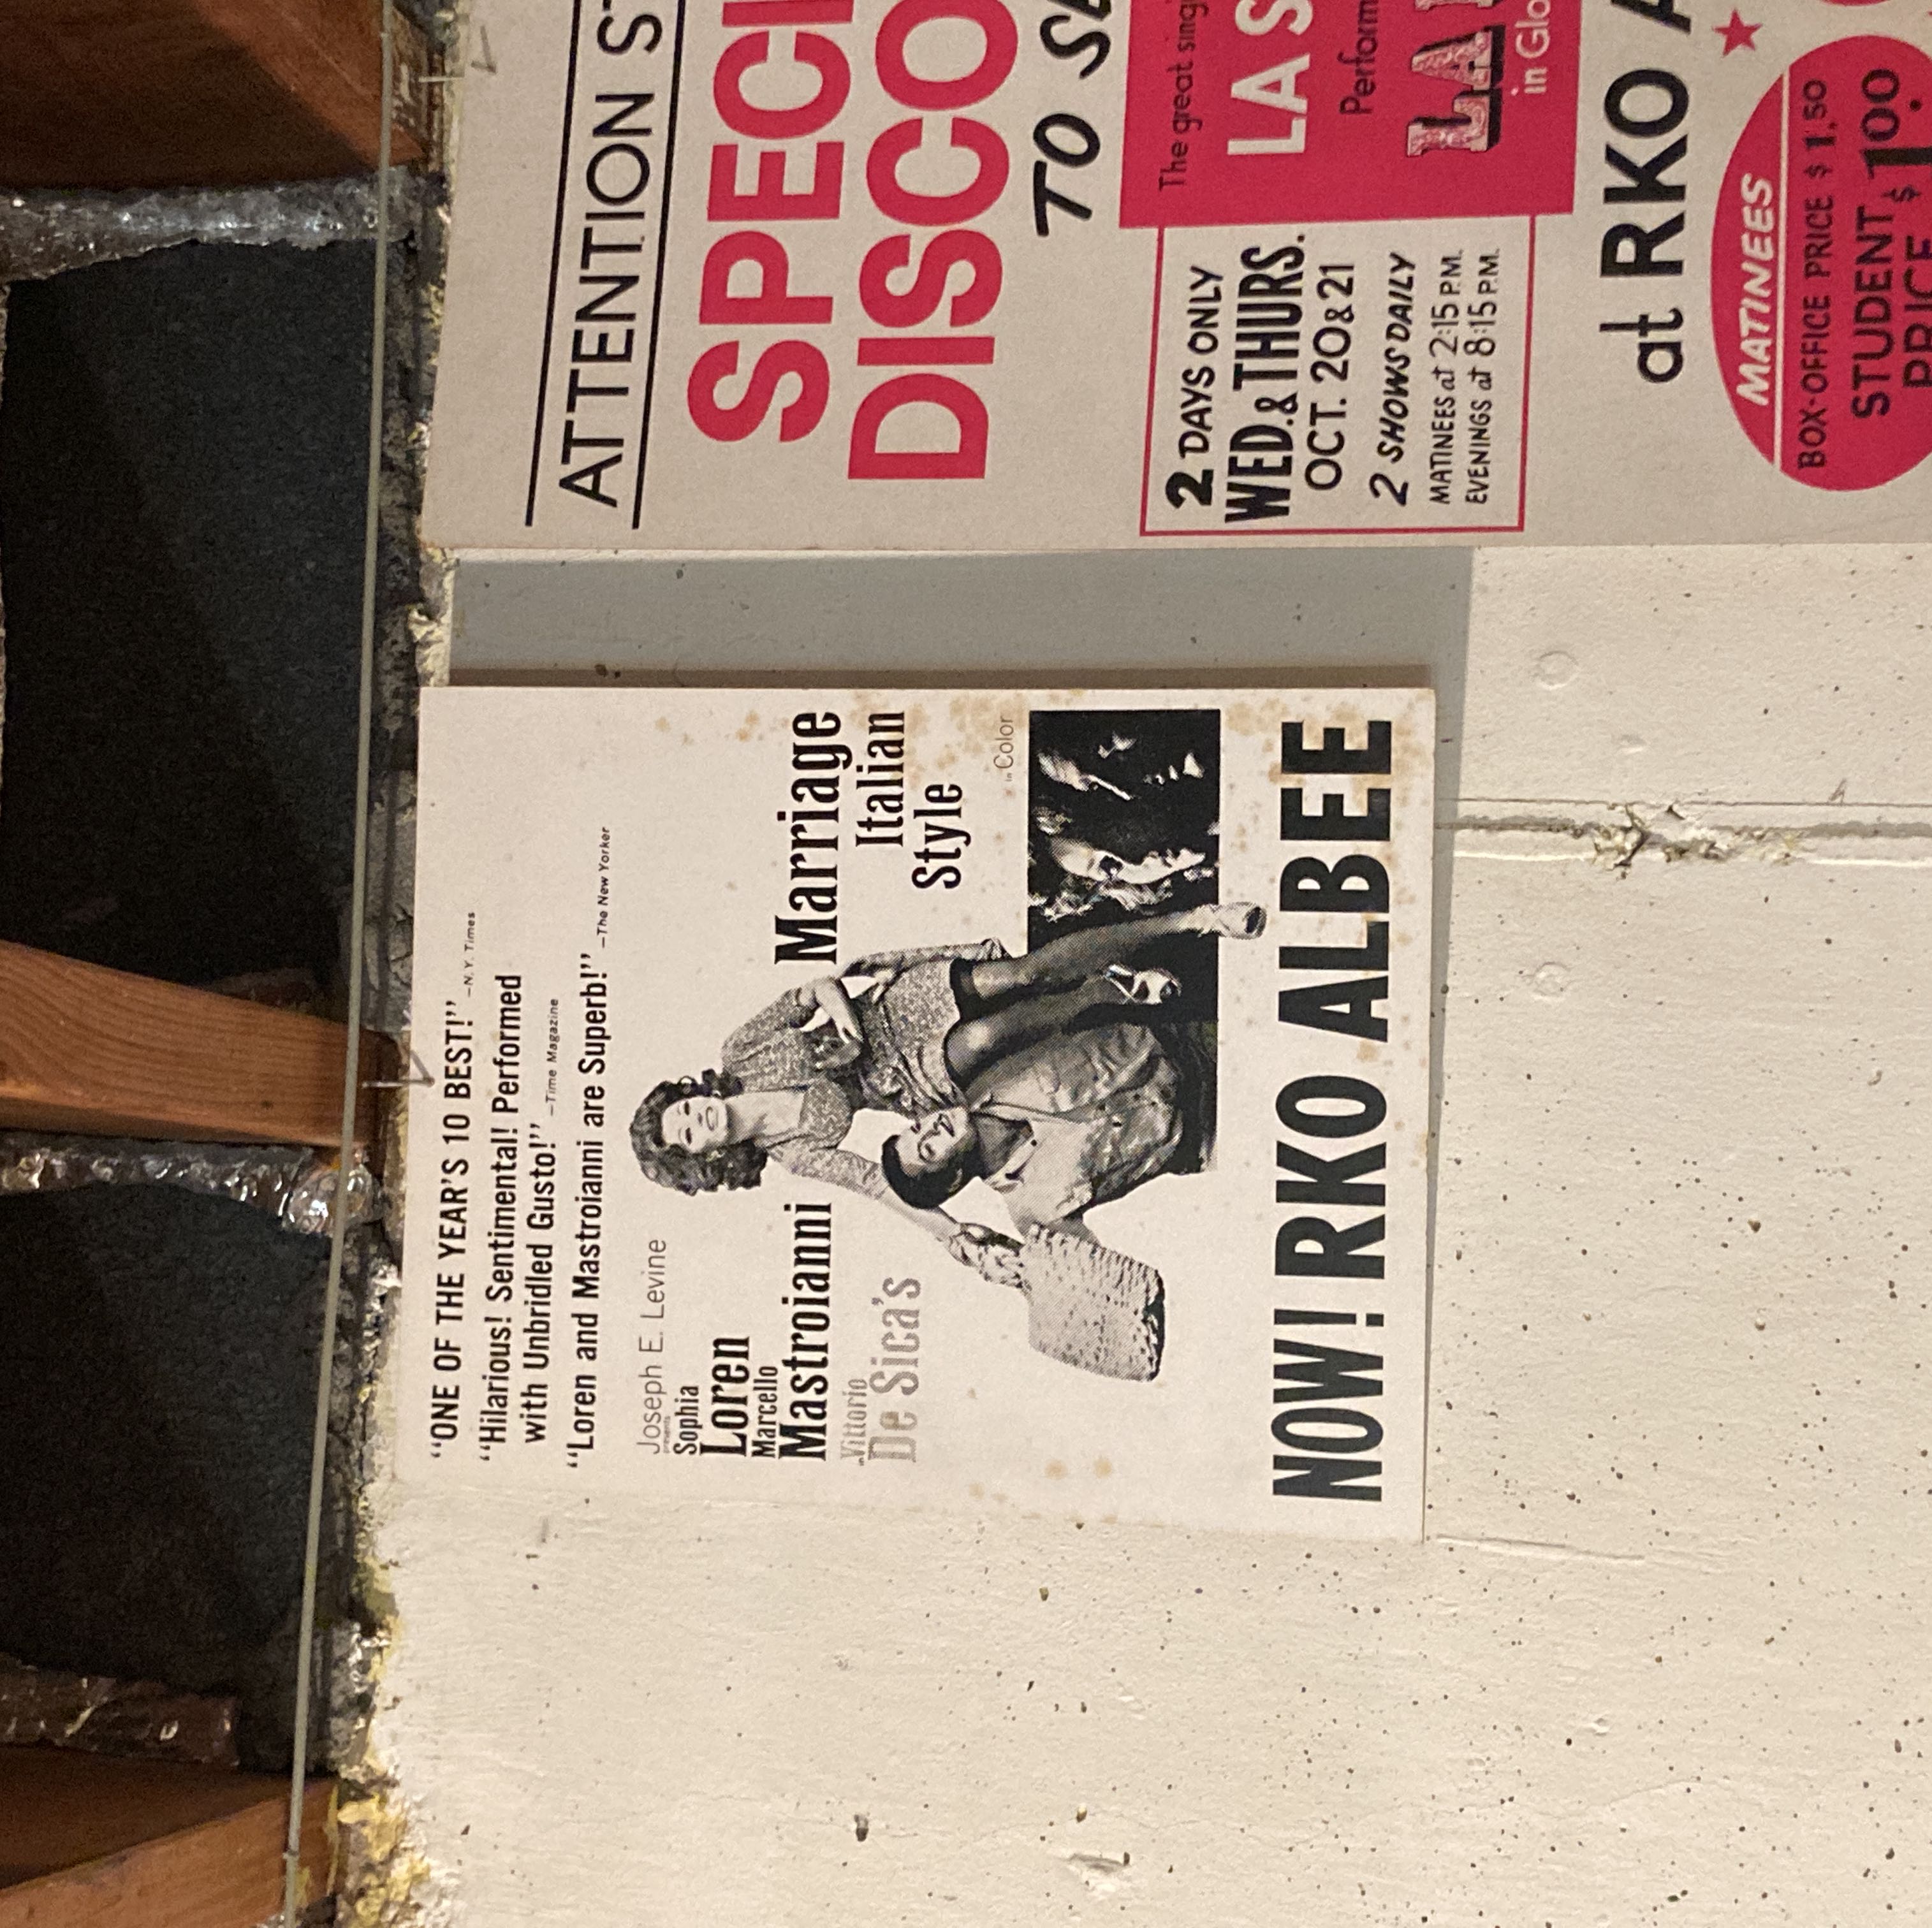 “ONE OF THE YEAR’S 10 BEST!” —N.Y. Times
“Hilarious! Sentimental! Performed
with Unbridled Gusto!” —Time Magazine
“Loren and Mastroianni are Superb!” —The New Yorker
Joseph E. Levine
presents
Sophia
Loren
Marcello
Mastroianni
Marriage
in Vittorio
De Sica’s
Italian
Style
in Color
NOW! RKO ALBEE
ATTENTION
SPECI
DISCO
TO
2 DAYS ONLY
WED. & THURS.
OCT. 20 & 21
2 SHOWS DAILY
MATINEES at 2:15 P.M.
EVENINGS at 8:15 P.M.
The great sing
LA S
Perform
LA
in Glo
at RKO A
MATINEES
BOX-OFFICE PRICE $1.50
STUDENT
PRICE $1.00